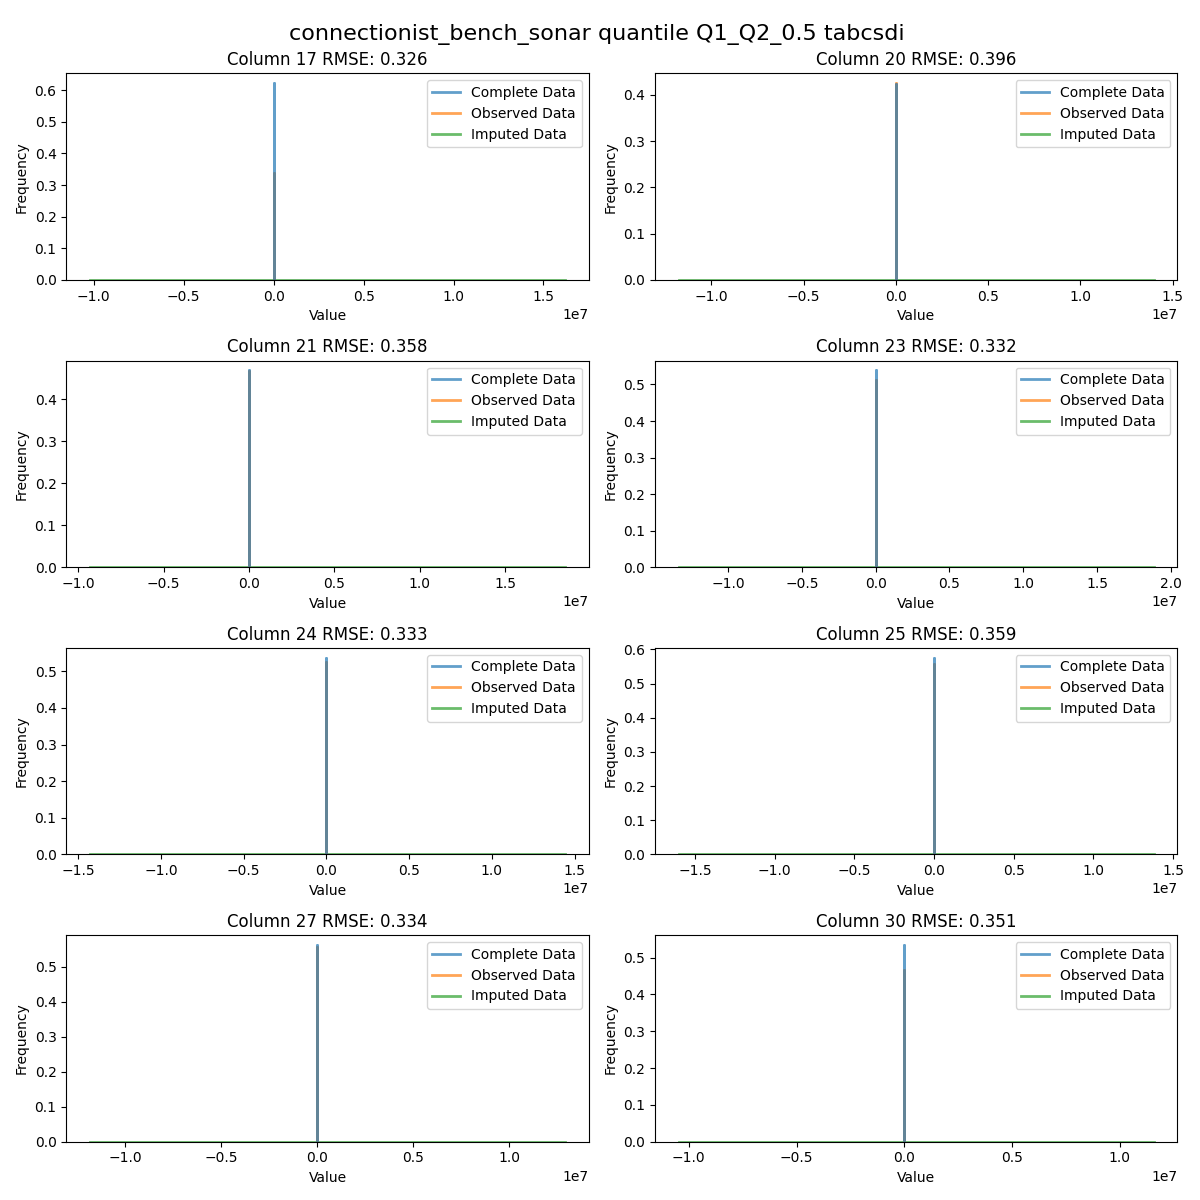 connectionist_bench_sonar quantile Q1_Q2_0.5 tabcsdi
Column 17 RMSE: 0.326
Frequency
0.6
0.5
0.4
0.3
0.2
0.1
0.0
Complete Data
Observed Data
Imputed Data
−1.0 −0.5 0.0 0.5 1.0 1.5
1e7
Value
Column 20 RMSE: 0.396
Frequency
0.4
0.3
0.2
0.1
0.0
Complete Data
Observed Data
Imputed Data
−1.0 −0.5 0.0 0.5 1.0 1.5
1e7
Value
Column 21 RMSE: 0.358
Frequency
0.4
0.3
0.2
0.1
0.0
Complete Data
Observed Data
Imputed Data
−1.0 −0.5 0.0 0.5 1.0 1.5
1e7
Value
Column 23 RMSE: 0.332
Frequency
0.5
0.4
0.3
0.2
0.1
0.0
Complete Data
Observed Data
Imputed Data
−1.0 −0.5 0.0 0.5 1.0 1.5 2.0
1e7
Value
Column 24 RMSE: 0.333
Frequency
0.5
0.4
0.3
0.2
0.1
0.0
Complete Data
Observed Data
Imputed Data
−1.5 −1.0 −0.5 0.0 0.5 1.0 1.5
1e7
Value
Column 25 RMSE: 0.359
Frequency
0.6
0.5
0.4
0.3
0.2
0.1
0.0
Complete Data
Observed Data
Imputed Data
−1.5 −1.0 −0.5 0.0 0.5 1.0 1.5
1e7
Value
Column 27 RMSE: 0.334
Frequency
0.5
0.4
0.3
0.2
0.1
0.0
Complete Data
Observed Data
Imputed Data
−1.0 −0.5 0.0 0.5 1.0
1e7
Value
Column 30 RMSE: 0.351
Frequency
0.5
0.4
0.3
0.2
0.1
0.0
Complete Data
Observed Data
Imputed Data
−1.0 −0.5 0.0 0.5 1.0
1e7
Value